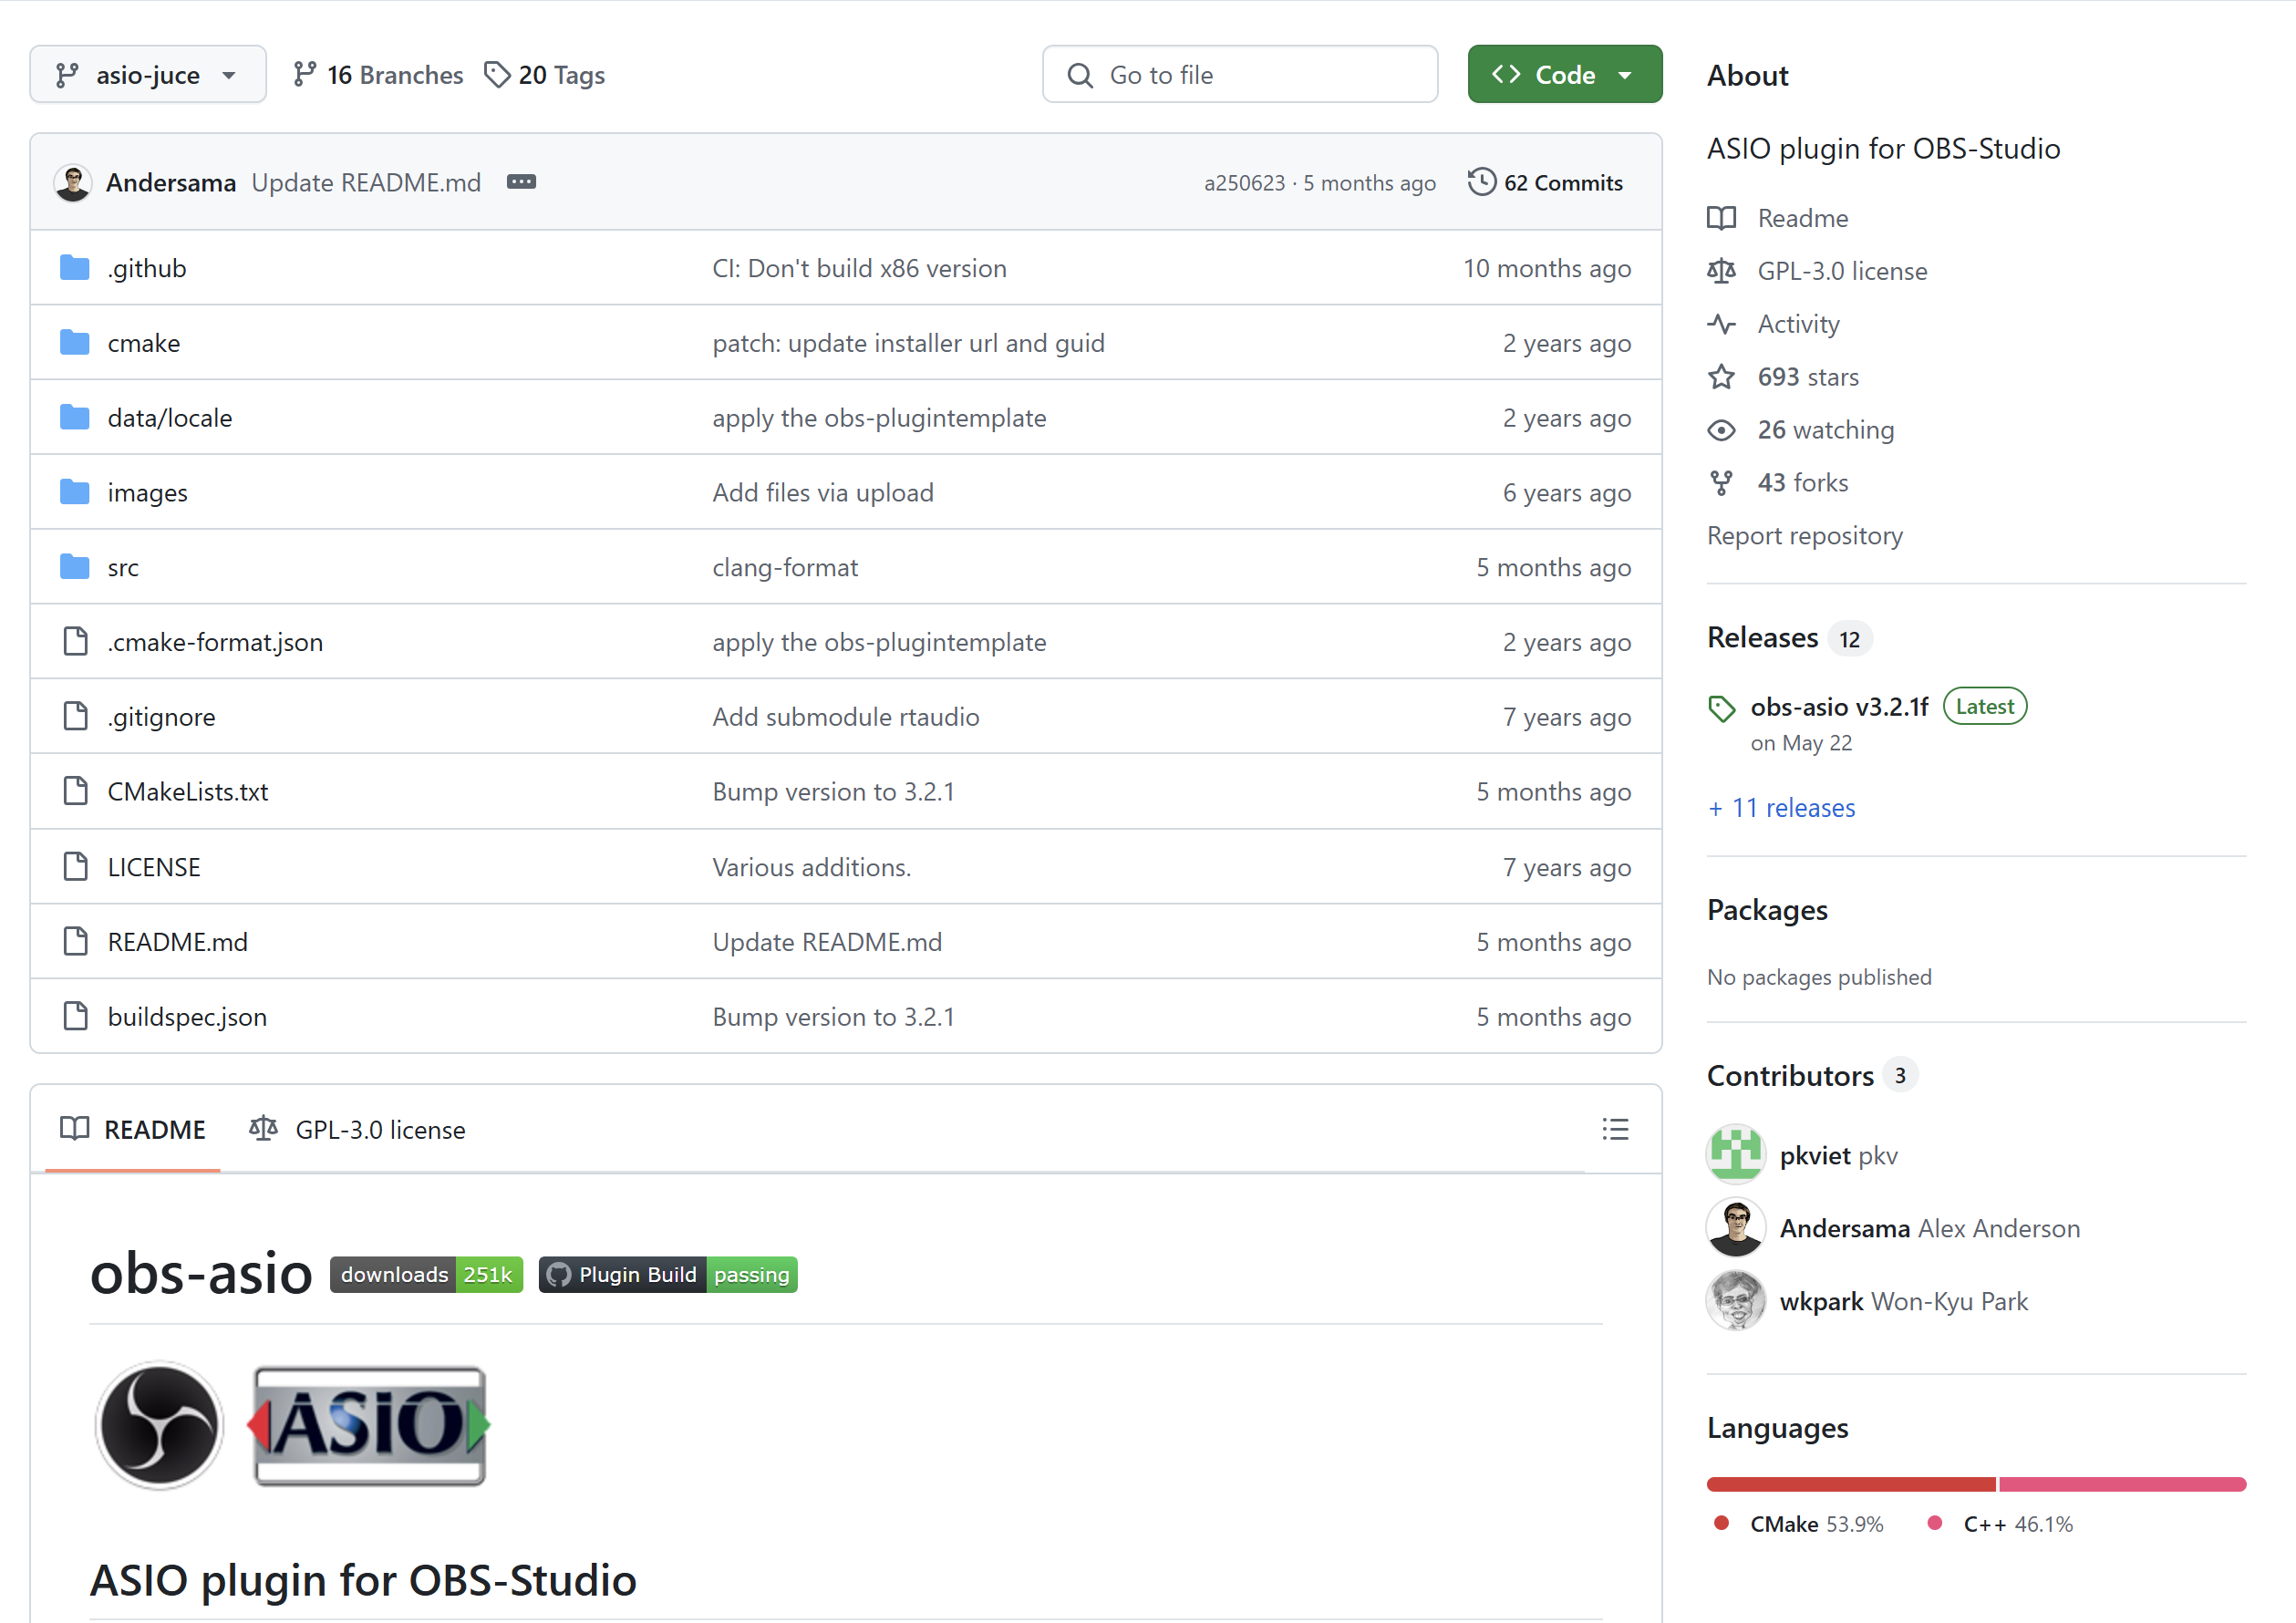 asio-juce 16 Branches 20 Tags Go to file Code
Andersama Update README.md a250623 · 5 months ago 62 Commits
.github CI: Don't build x86 version 10 months ago
cmake patch: update installer url and guid 2 years ago
data/locale apply the obs-plugintemplate 2 years ago
images Add files via upload 6 years ago
src clang-format 5 months ago
.cmake-format.json apply the obs-plugintemplate 2 years ago
.gitignore Add submodule rtaudio 7 years ago
CMakeLists.txt Bump version to 3.2.1 5 months ago
LICENSE Various additions. 7 years ago
README.md Update README.md 5 months ago
buildspec.json Bump version to 3.2.1 5 months ago
README GPL-3.0 license
obs-asio downloads 251k Plugin Build passing
ASIO
ASIO plugin for OBS-Studio
About
ASIO plugin for OBS-Studio
Readme
GPL-3.0 license
Activity
693 stars
26 watching
43 forks
Report repository
Releases 12
obs-asio v3.2.1f Latest
on May 22
+ 11 releases
Packages
No packages published
Contributors 3
pkviet pkv
Andersama Alex Anderson
wkpark Won-Kyu Park
Languages
CMake 53.9% C++ 46.1%